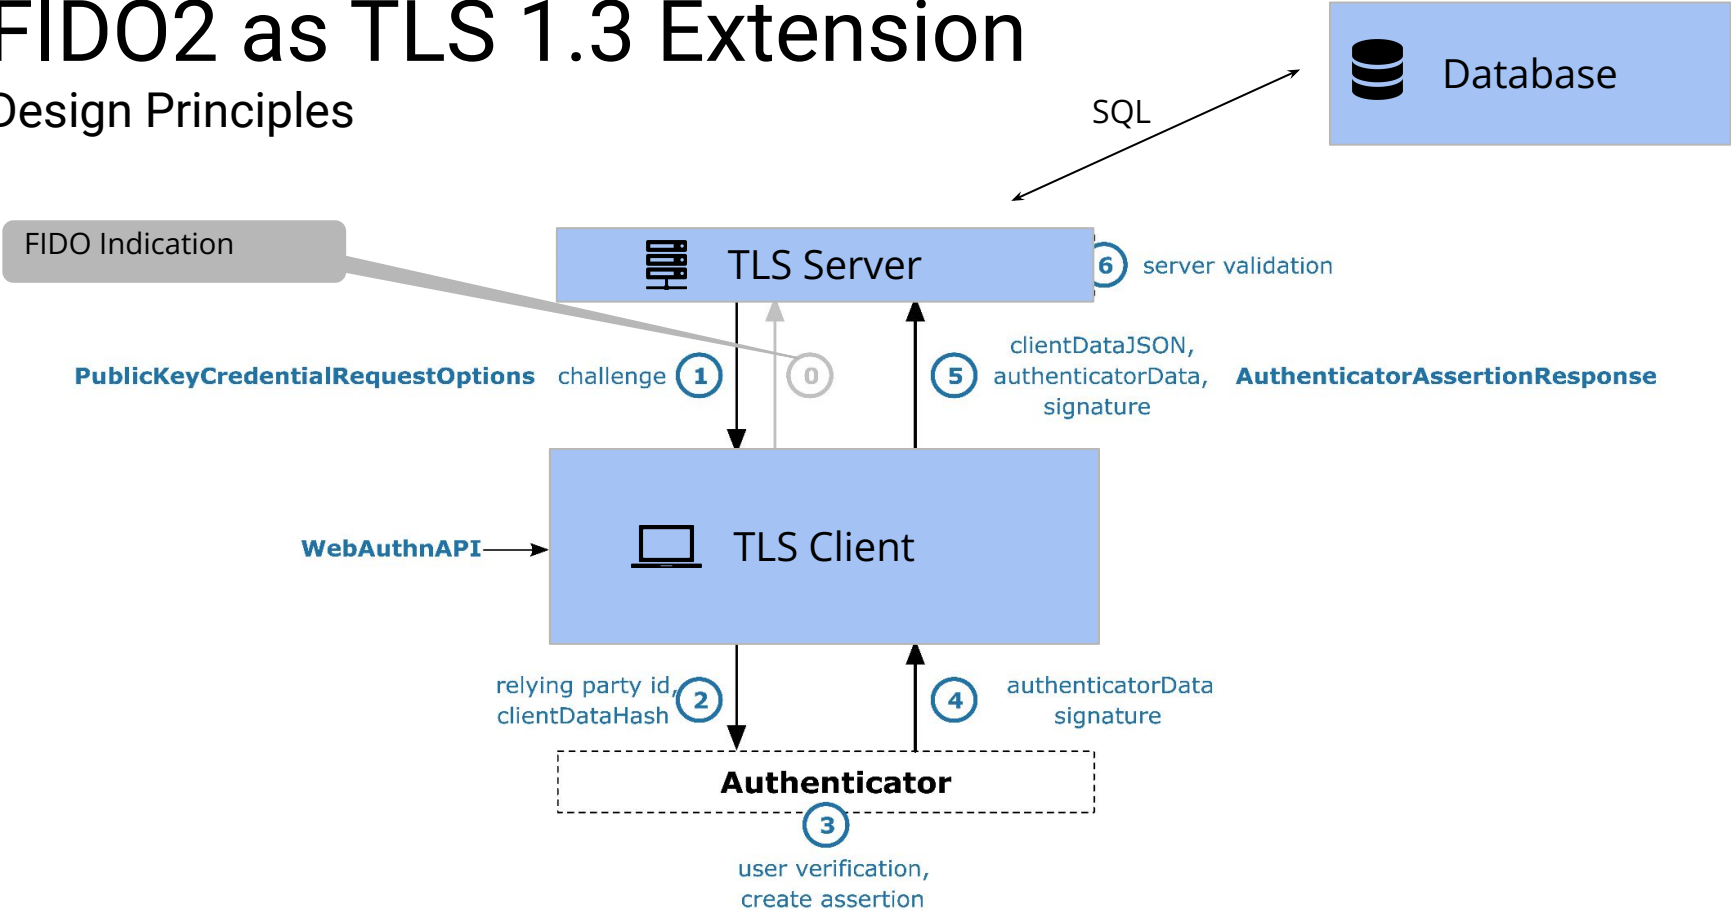 FIDO2 as TLS 1.3 Extension
Design Principles
Database
SQL
FIDO Indication
TLS Server
6 server validation
PublicKeyCredentialRequestOptions challenge 1
0
5
clientDataJSON,
authenticatorData,
signature
AuthenticatorAssertionResponse
WebAuthnAPI
TLS Client
relying party id,
clientDataHash
2
4
authenticatorData
signature
Authenticator
3
user verification,
create assertion